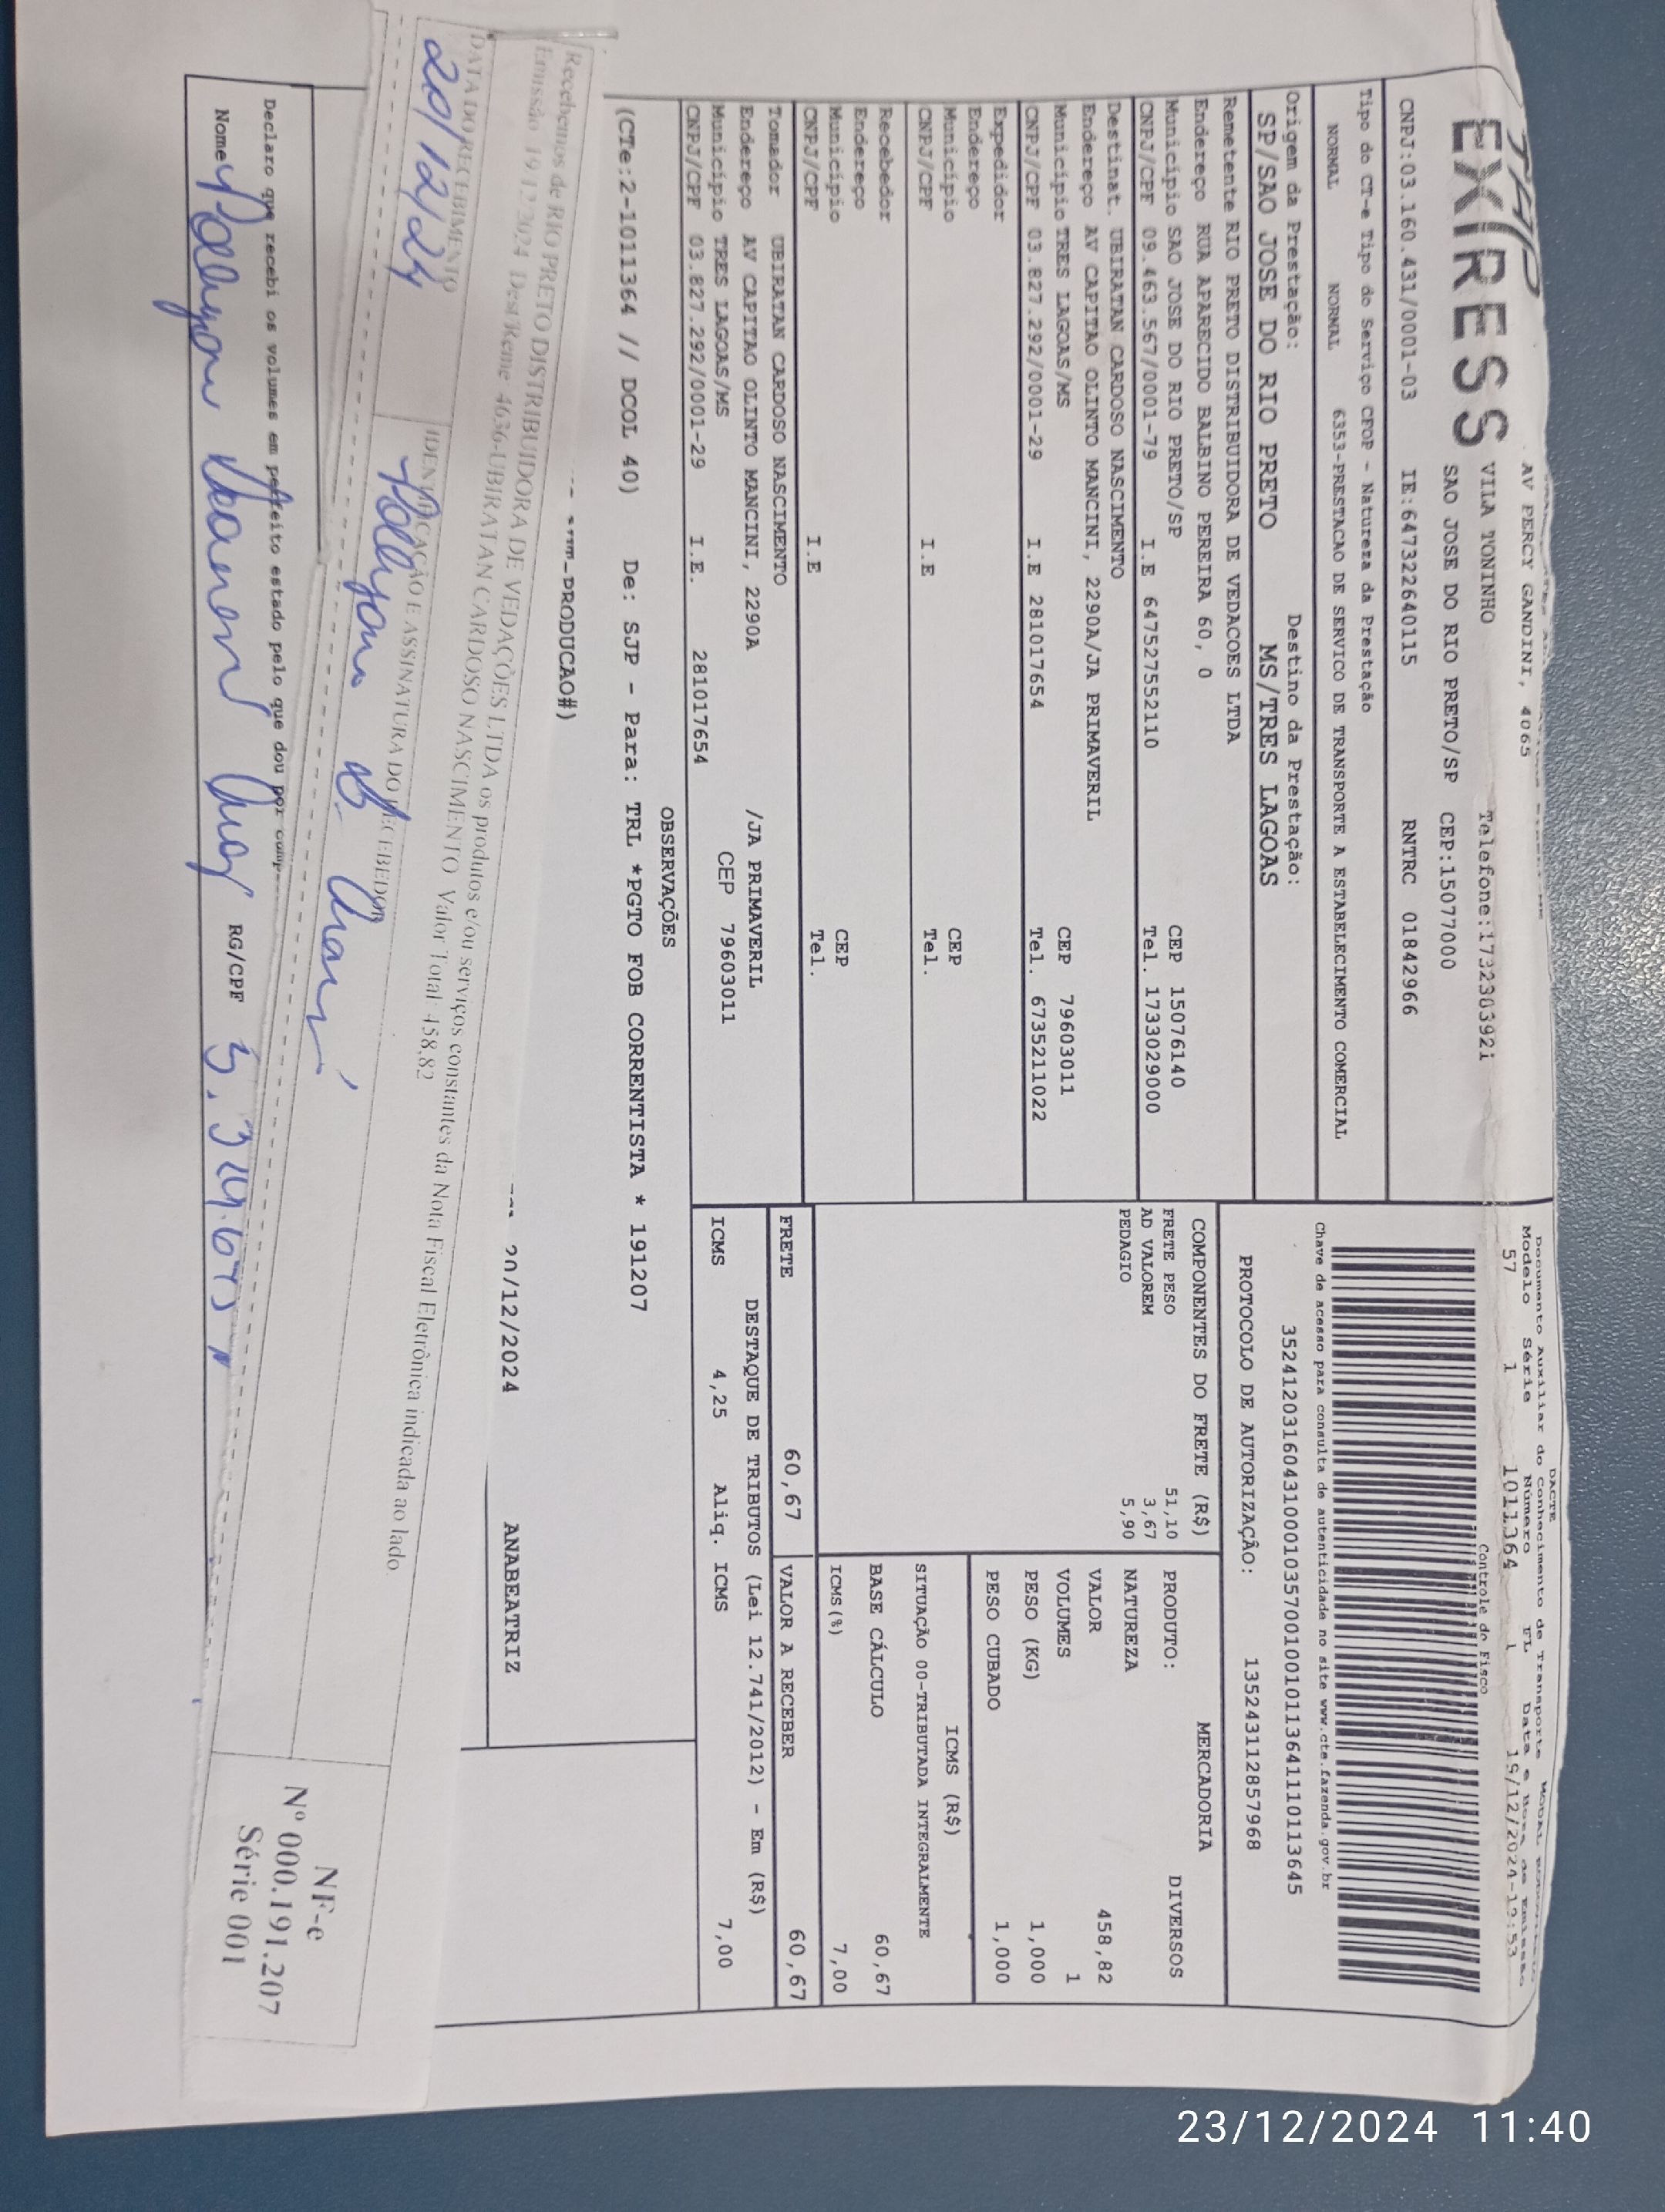 THP
EXPRESS
AV PERCY GANDINI, 4065
VILA TONINHO
SAO JOSE DO RIO PRETO/SP CEP:15077000
CNPJ:03.160.431/0001-03 IE:647322640115 RNTRC 01842966
Tipo do CT-e Tipo do Serviço CFOP - Natureza da Prestação
NORMAL NORMAL 6353-PRESTACAO DE SERVICO DE TRANSPORTE A ESTABELECIMENTO COMERCIAL
Origem da Prestação: Destino da Prestação:
SP/SAO JOSE DO RIO PRETO MS/TRES LAGOAS
Remetente RIO PRETO DISTRIBUIDORA DE VEDACOES LTDA
Endereço RUA APARECIDO BALBINO PEREIRA 60, 0
Município SAO JOSE DO RIO PRETO/SP CEP 15076140
CNPJ/CPF 09.463.567/0001-79 I.E 647527552110 Tel. 1733029000
Destinat. UBIRATAN CARDOSO NASCIMENTO
Endereço AV CAPITAO OLINTO MANCINI, 2290A/JA PRIMAVERIL
Município TRES LAGOAS/MS CEP 79603011
CNPJ/CPF 03.827.292/0001-29 I.E 281017654 Tel. 6735211022
Expedidor
Endereço
Município CEP
CNPJ/CPF I.E Tel.
Recebedor
Endereço
Município CEP
CNPJ/CPF I.E Tel.
Tomador UBIRATAN CARDOSO NASCIMENTO
Endereço AV CAPITAO OLINTO MANCINI, 2290A /JA PRIMAVERIL
Município TRES LAGOAS/MS CEP 79603011
CNPJ/CPF 03.827.292/0001-29 I.E. 281017654
DACTE
Documento Auxiliar do Conhecimento de Transporte
Modelo Série Número FL Data e Hora de Emissão
57 1 1011364 1 19/12/2024-19:53
Controle do Fisco
Chave de acesso para consulta de autenticidade no site www.cte.fazenda.gov.br
35241203160431000103570010010113641110113645
PROTOCOLO DE AUTORIZAÇÃO: 135243112857968
COMPONENTES DO FRETE (R$)
FRETE PESO 51,10
AD VALOREM 3,67
PEDAGIO 5,90
MERCADORIA
PRODUTO: DIVERSOS
NATUREZA
VALOR 458,82
VOLUMES 1
PESO (KG) 1,000
PESO CUBADO 1,000
ICMS (R$)
SITUAÇÃO 00-TRIBUTADA INTEGRALMENTE
BASE CÁLCULO 60,67
ICMS(%) 7,00
FRETE 60,67 VALOR A RECEBER 60,67
DESTAQUE DE TRIBUTOS (Lei 12.741/2012) - Em (R$)
ICMS 4,25 Aliq. ICMS 7,00
OBSERVAÇÕES
(CTe:2-1011364 // DCOL 40) De: SJP - Para: TRL *PGTO FOB CORRENTISTA * 191207
-PRODUCAO#)
20/12/2024 ANABEATRIZ
Recebemos de RIO PRETO DISTRIBUIDORA DE VEDAÇÕES LTDA os produtos e/ou serviços constantes da Nota Fiscal Eletrônica indicada ao lado.
Emissão 19/12/2024 Dest/Reme: 4636-UBIRATAN CARDOSO NASCIMENTO Valor Total: 458,82
DATA DO RECEBIMENTO IDENTIFICAÇÃO E ASSINATURA DO RECEBEDOR
20/12/24
NF-e
Nº 000.191.207
Série 001
Declaro que recebi os volumes em perfeito estado pelo que dou por
Nome RG/CPF
23/12/2024 11:40